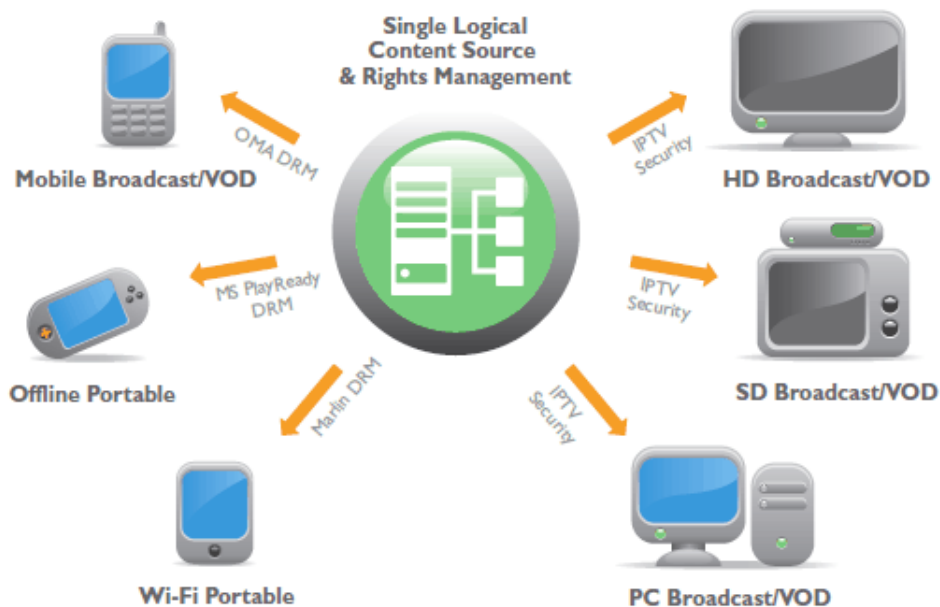 Single Logical
Content Source
& Rights Management
OMA DRM
Mobile Broadcast/VOD
IPTV
Security
HD Broadcast/VOD
MS PlayReady
DRM
Offline Portable
IPTV
Security
SD Broadcast/VOD
Marlin DRM
Wi-Fi Portable
IPTV
Security
PC Broadcast/VOD